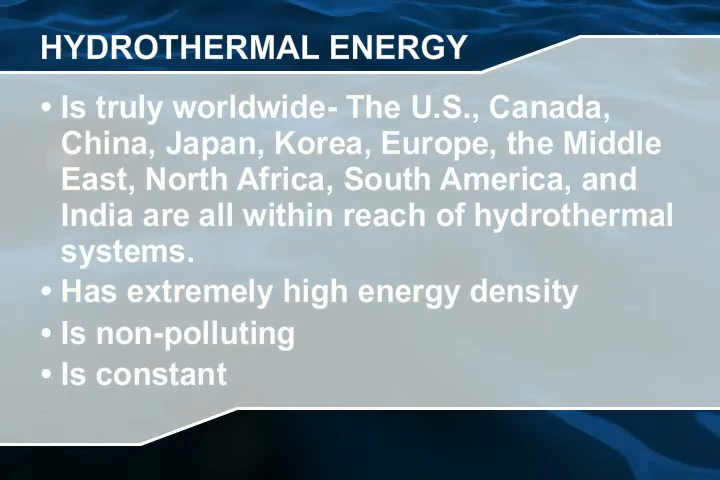 HYDROTHERMAL ENERGY
• Is truly worldwide- The U.S., Canada,
China, Japan, Korea, Europe, the Middle
East, North Africa, South America, and
India are all within reach of hydrothermal
systems.
• Has extremely high energy density
• Is non-polluting
• Is constant